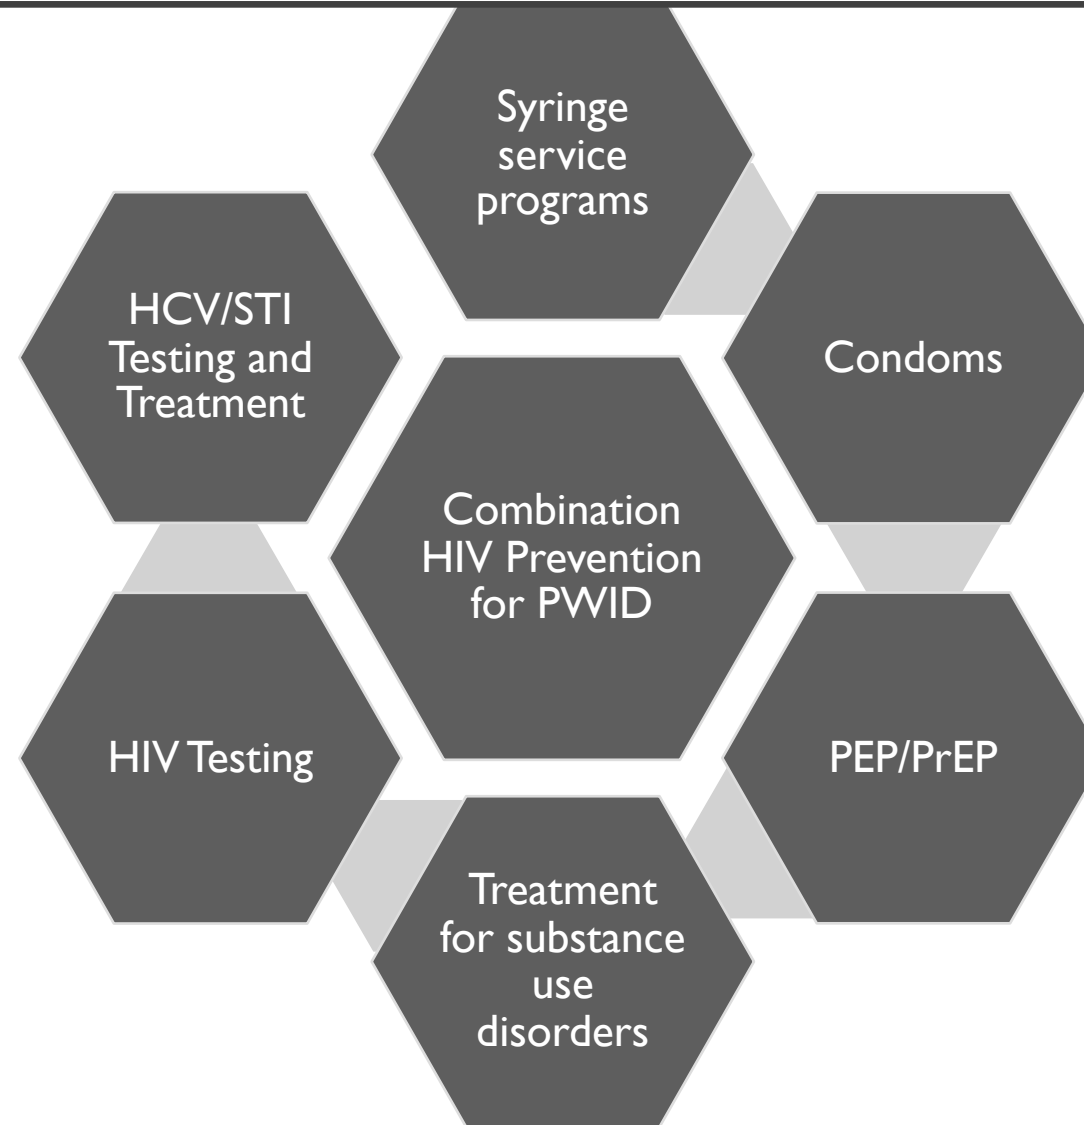 Syringe
service
programs
HCV/STI
Testing and
Treatment
Condoms
Combination
HIV Prevention
for PWID
HIV Testing
PEP/PrEP
Treatment
for substance
use
disorders